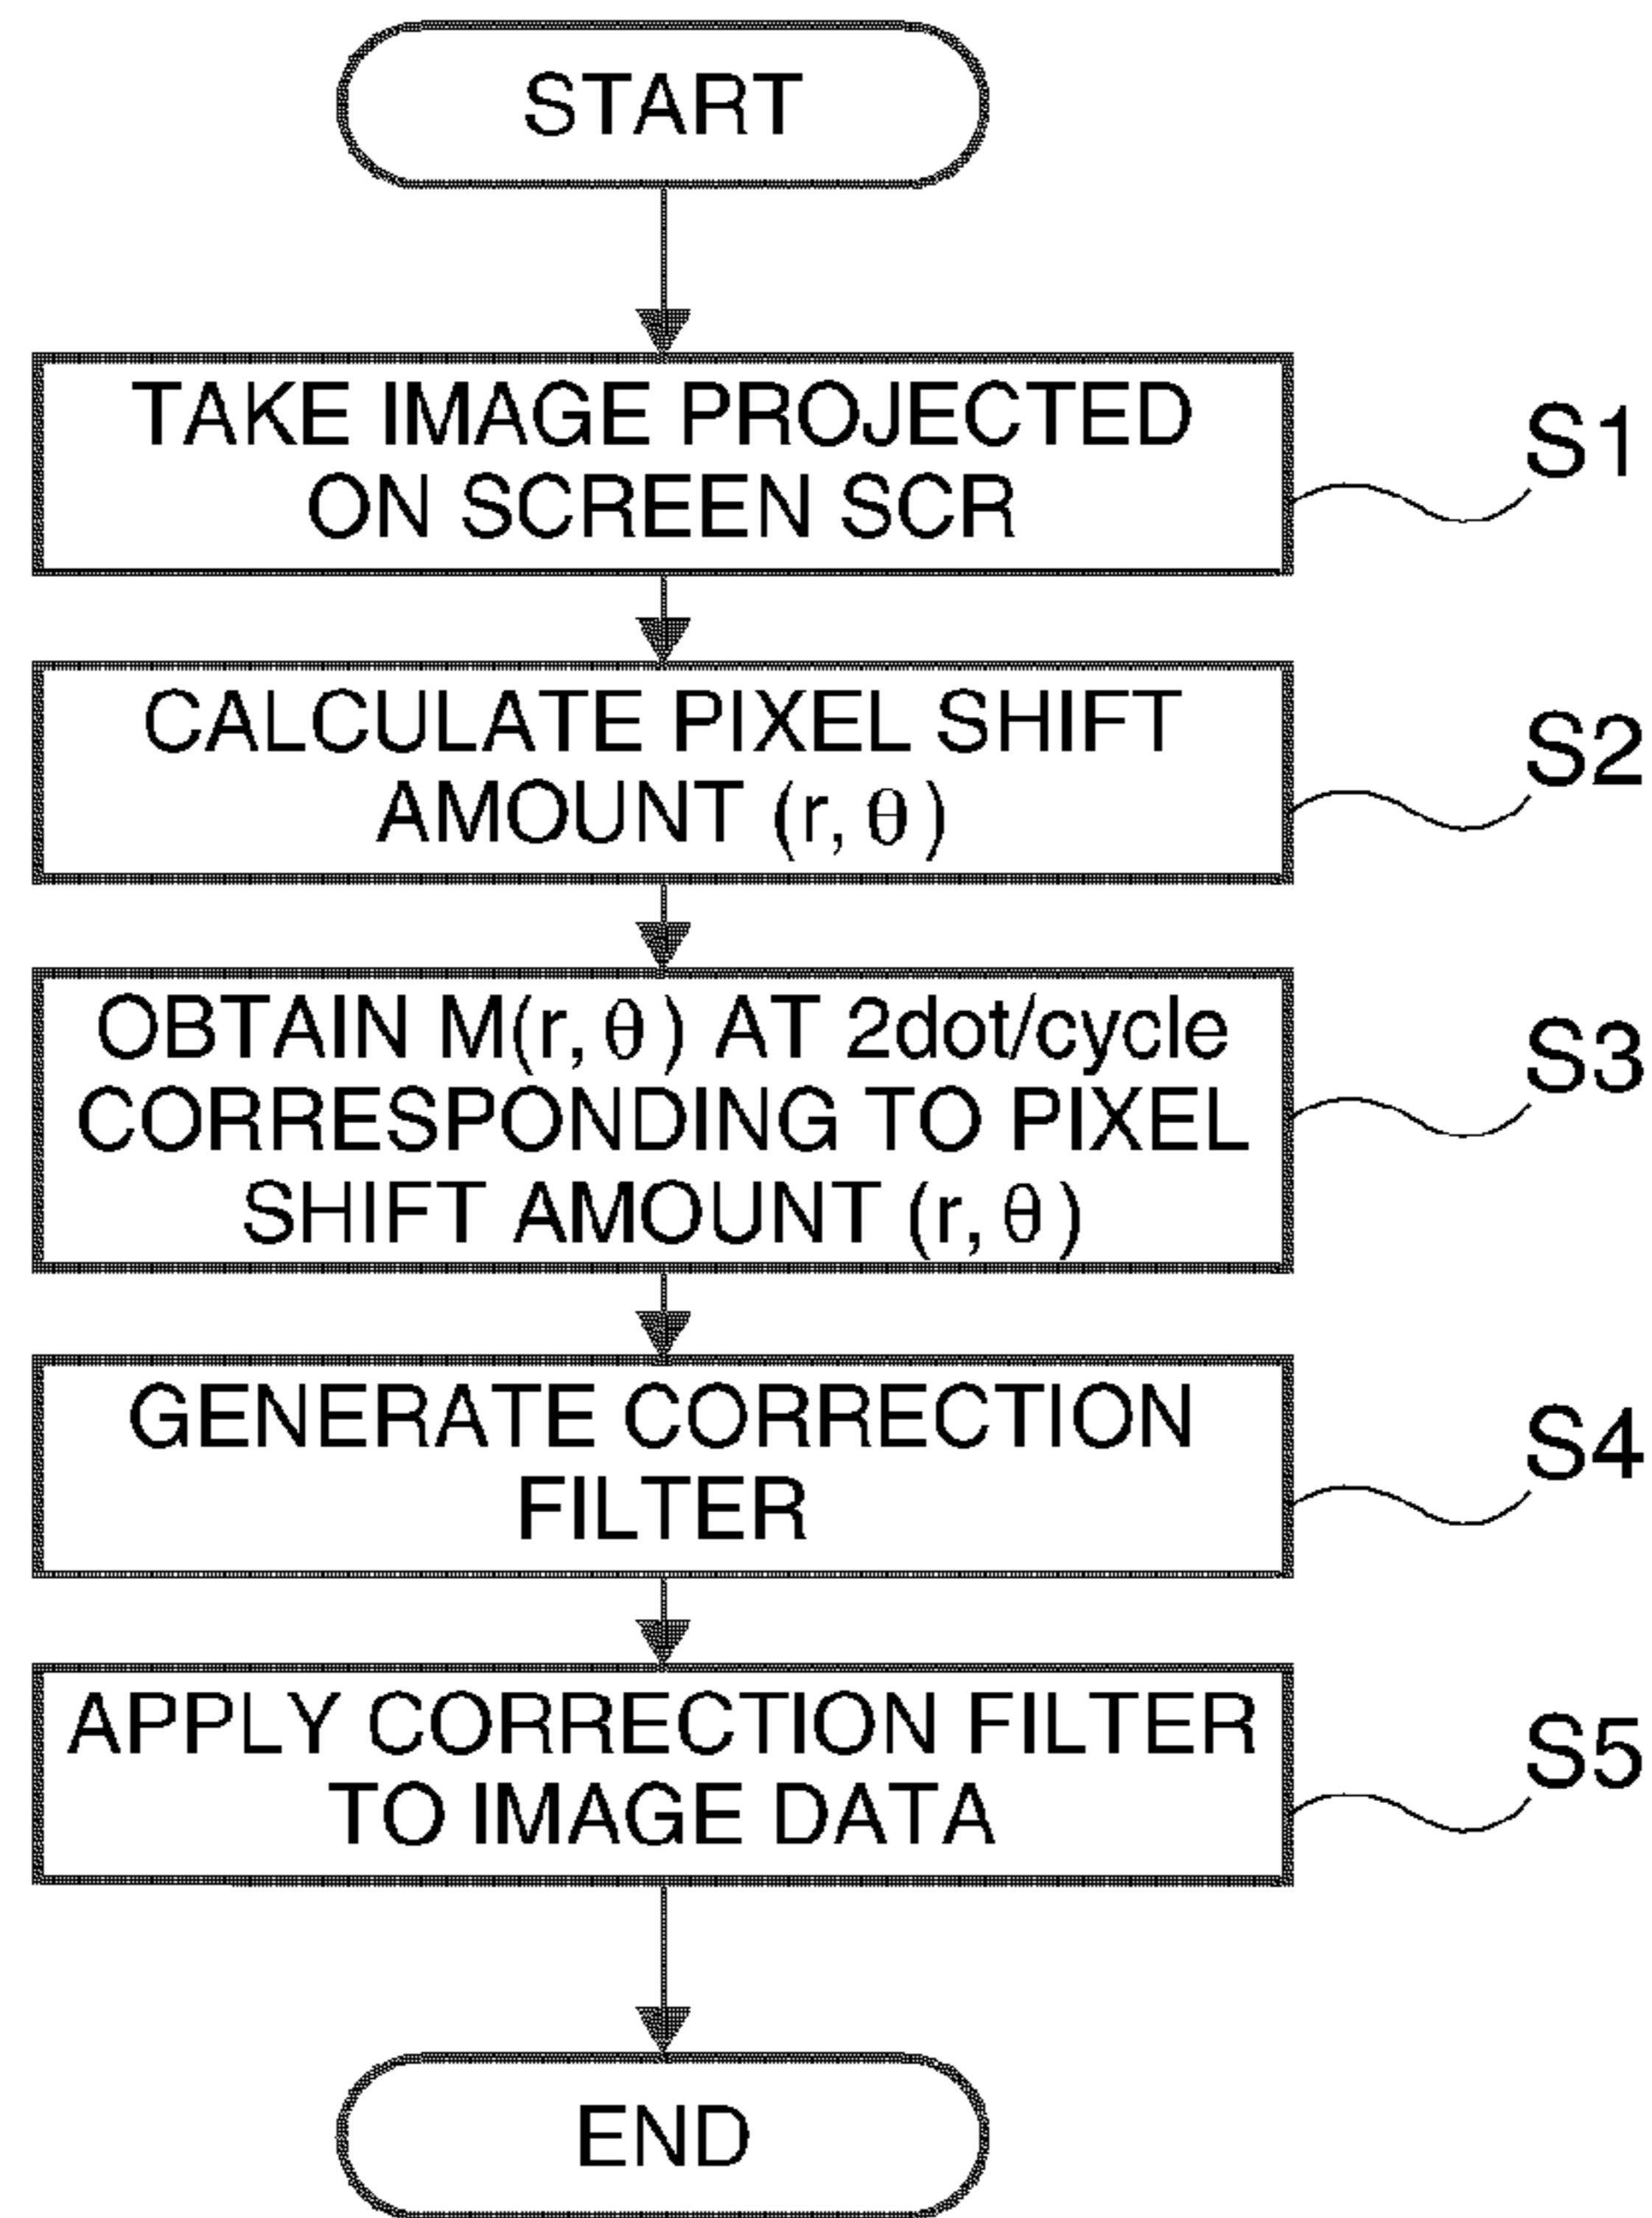 START
TAKE IMAGE PROJECTED
ON SCREEN SCR
S1
CALCULATE PIXEL SHIFT
AMOUNT (r, θ)
S2
OBTAIN M(r, θ) AT 2dot/cycle
CORRESPONDING TO PIXEL
SHIFT AMOUNT (r, θ)
S3
GENERATE CORRECTION
FILTER
S4
APPLY CORRECTION FILTER
TO IMAGE DATA
S5
END